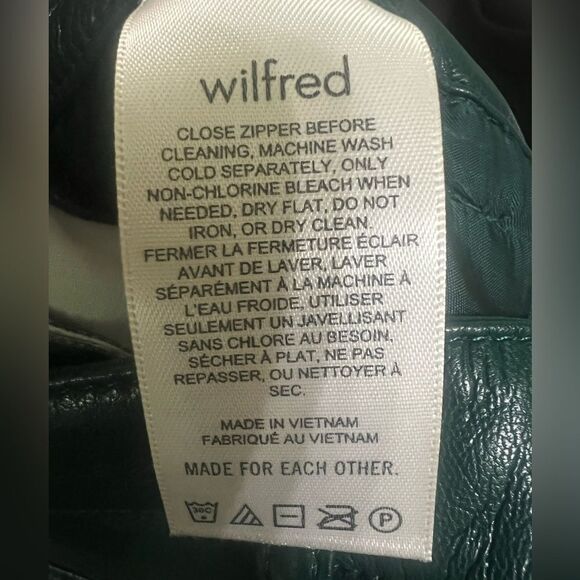 wilfred
CLOSE ZIPPER BEFORE
CLEANING, MACHINE WASH
COLD SEPARATELY, ONLY
NON-CHLORINE BLEACH WHEN
NEEDED, DRY FLAT, DO NOT
IRON, OR DRY CLEAN.
FERMER LA FERMETURE ÉCLAIR
AVANT DE LAVER, LAVER
SÉPARÉMENT À LA MACHINE À
L'EAU FROIDE, UTILISER
SEULEMENT UN JAVELLISANT
SANS CHLORE AU BESOIN.
SÉCHER À PLAT, NE PAS
REPASSER, OU NETTOYER À
SEC.
MADE IN VIETNAM
FABRIQUÉ AU VIETNAM
MADE FOR EACH OTHER.
30C P